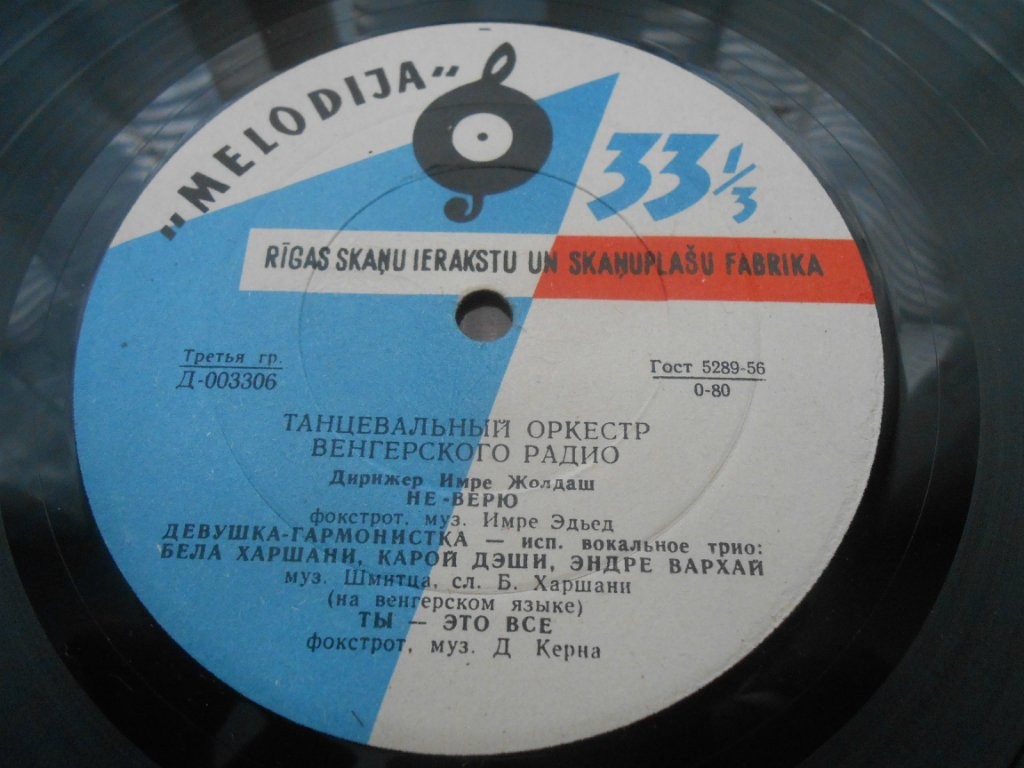 „MELODIJA“
33 1/3
RĪGAS SKAŅU IERAKSTU UN SKAŅUPLAŠU FABRIKA
Третья гр.
Д-003306
Гост 5289-56
0-80
ТАНЦЕВАЛЬНЫЙ ОРКЕСТР
ВЕНГЕРСКОГО РАДИО
Дирижер Имре Жолдаш
НЕ-ВЕРЮ
фокстрот, муз. Имре Эдьед
ДЕВУШКА-ГАРМОНИСТКА — исп. вокальное трио:
БЕЛА ХАРШАНИ, КАРОЙ ДЭШИ, ЭНДРЕ ВАРХАЙ
муз. Шмитца, сл. Б. Харшани
(на венгерском языке)
ТЫ — ЭТО ВСЕ
фокстрот, муз. Д Керна